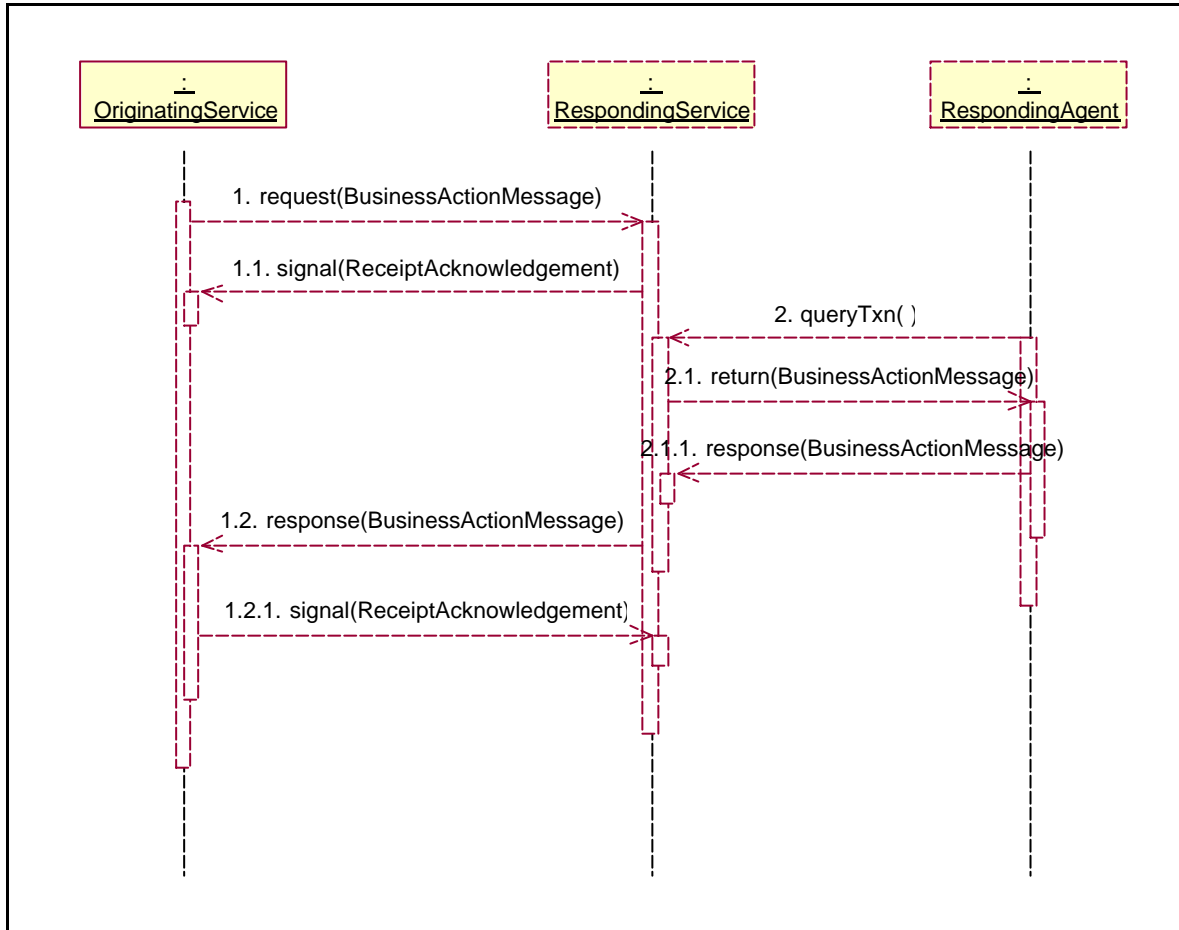 :
OriginatingService
:
RespondingService
:
RespondingAgent
1. request(BusinessActionMessage)
1.1. signal(ReceiptAcknowledgement)
2. queryTxn( )
2.1. return(BusinessActionMessage)
2.1.1. response(BusinessActionMessage)
1.2. response(BusinessActionMessage)
1.2.1. signal(ReceiptAcknowledgement)